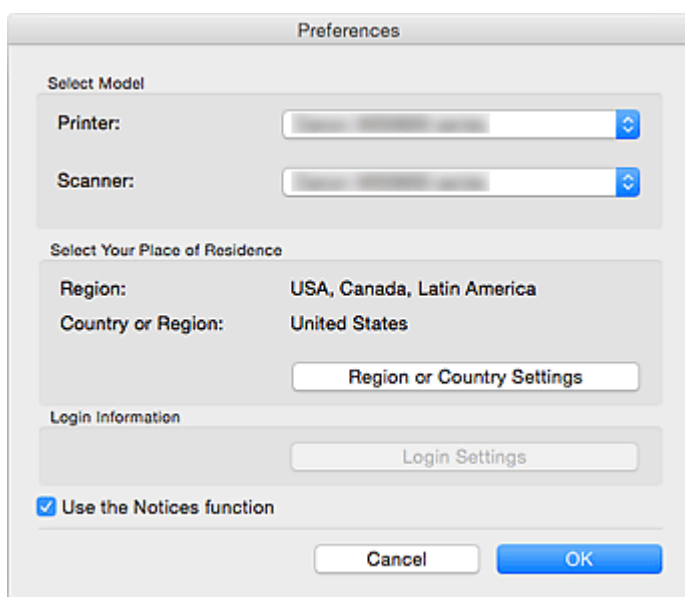 Preferences
Select Model
Printer:
Scanner:
Select Your Place of Residence
Region: USA, Canada, Latin America
Country or Region: United States
Region or Country Settings
Login Information
Login Settings
Use the Notices function
Cancel OK